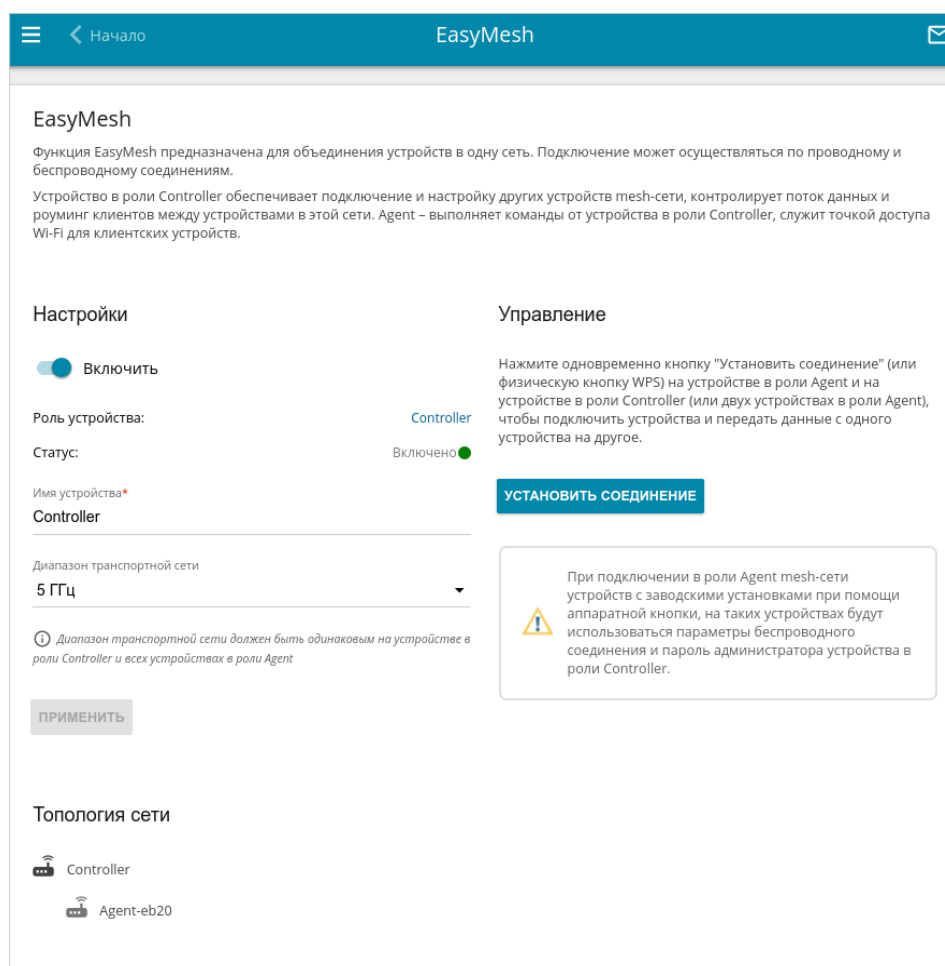 Начало
EasyMesh
EasyMesh
Функция EasyMesh предназначена для объединения устройств в одну сеть. Подключение может осуществляться по проводному и
беспроводному соединениям.
Устройство в роли Controller обеспечивает подключение и настройку других устройств mesh-сети, контролирует поток данных и
роуминг клиентов между устройствами в этой сети. Agent – выполняет команды от устройства в роли Controller, служит точкой доступа
Wi-Fi для клиентских устройств.
Настройки
Включить
Роль устройства: Controller
Статус: Включено
Имя устройства*
Controller
Диапазон транспортной сети
5 ГГц
Диапазон транспортной сети должен быть одинаковым на устройстве в
роли Controller и всех устройствах в роли Agent
ПРИМЕНИТЬ
Управление
Нажмите одновременно кнопку "Установить соединение" (или
физическую кнопку WPS) на устройстве в роли Agent и на
устройстве в роли Controller (или двух устройствах в роли Agent),
чтобы подключить устройства и передать данные с одного
устройства на другое.
УСТАНОВИТЬ СОЕДИНЕНИЕ
При подключении в роли Agent mesh-сети
устройств с заводскими установками при помощи
аппаратной кнопки, на таких устройствах будут
использоваться параметры беспроводного
соединения и пароль администратора устройства в
роли Controller.
Топология сети
Controller
Agent-eb20